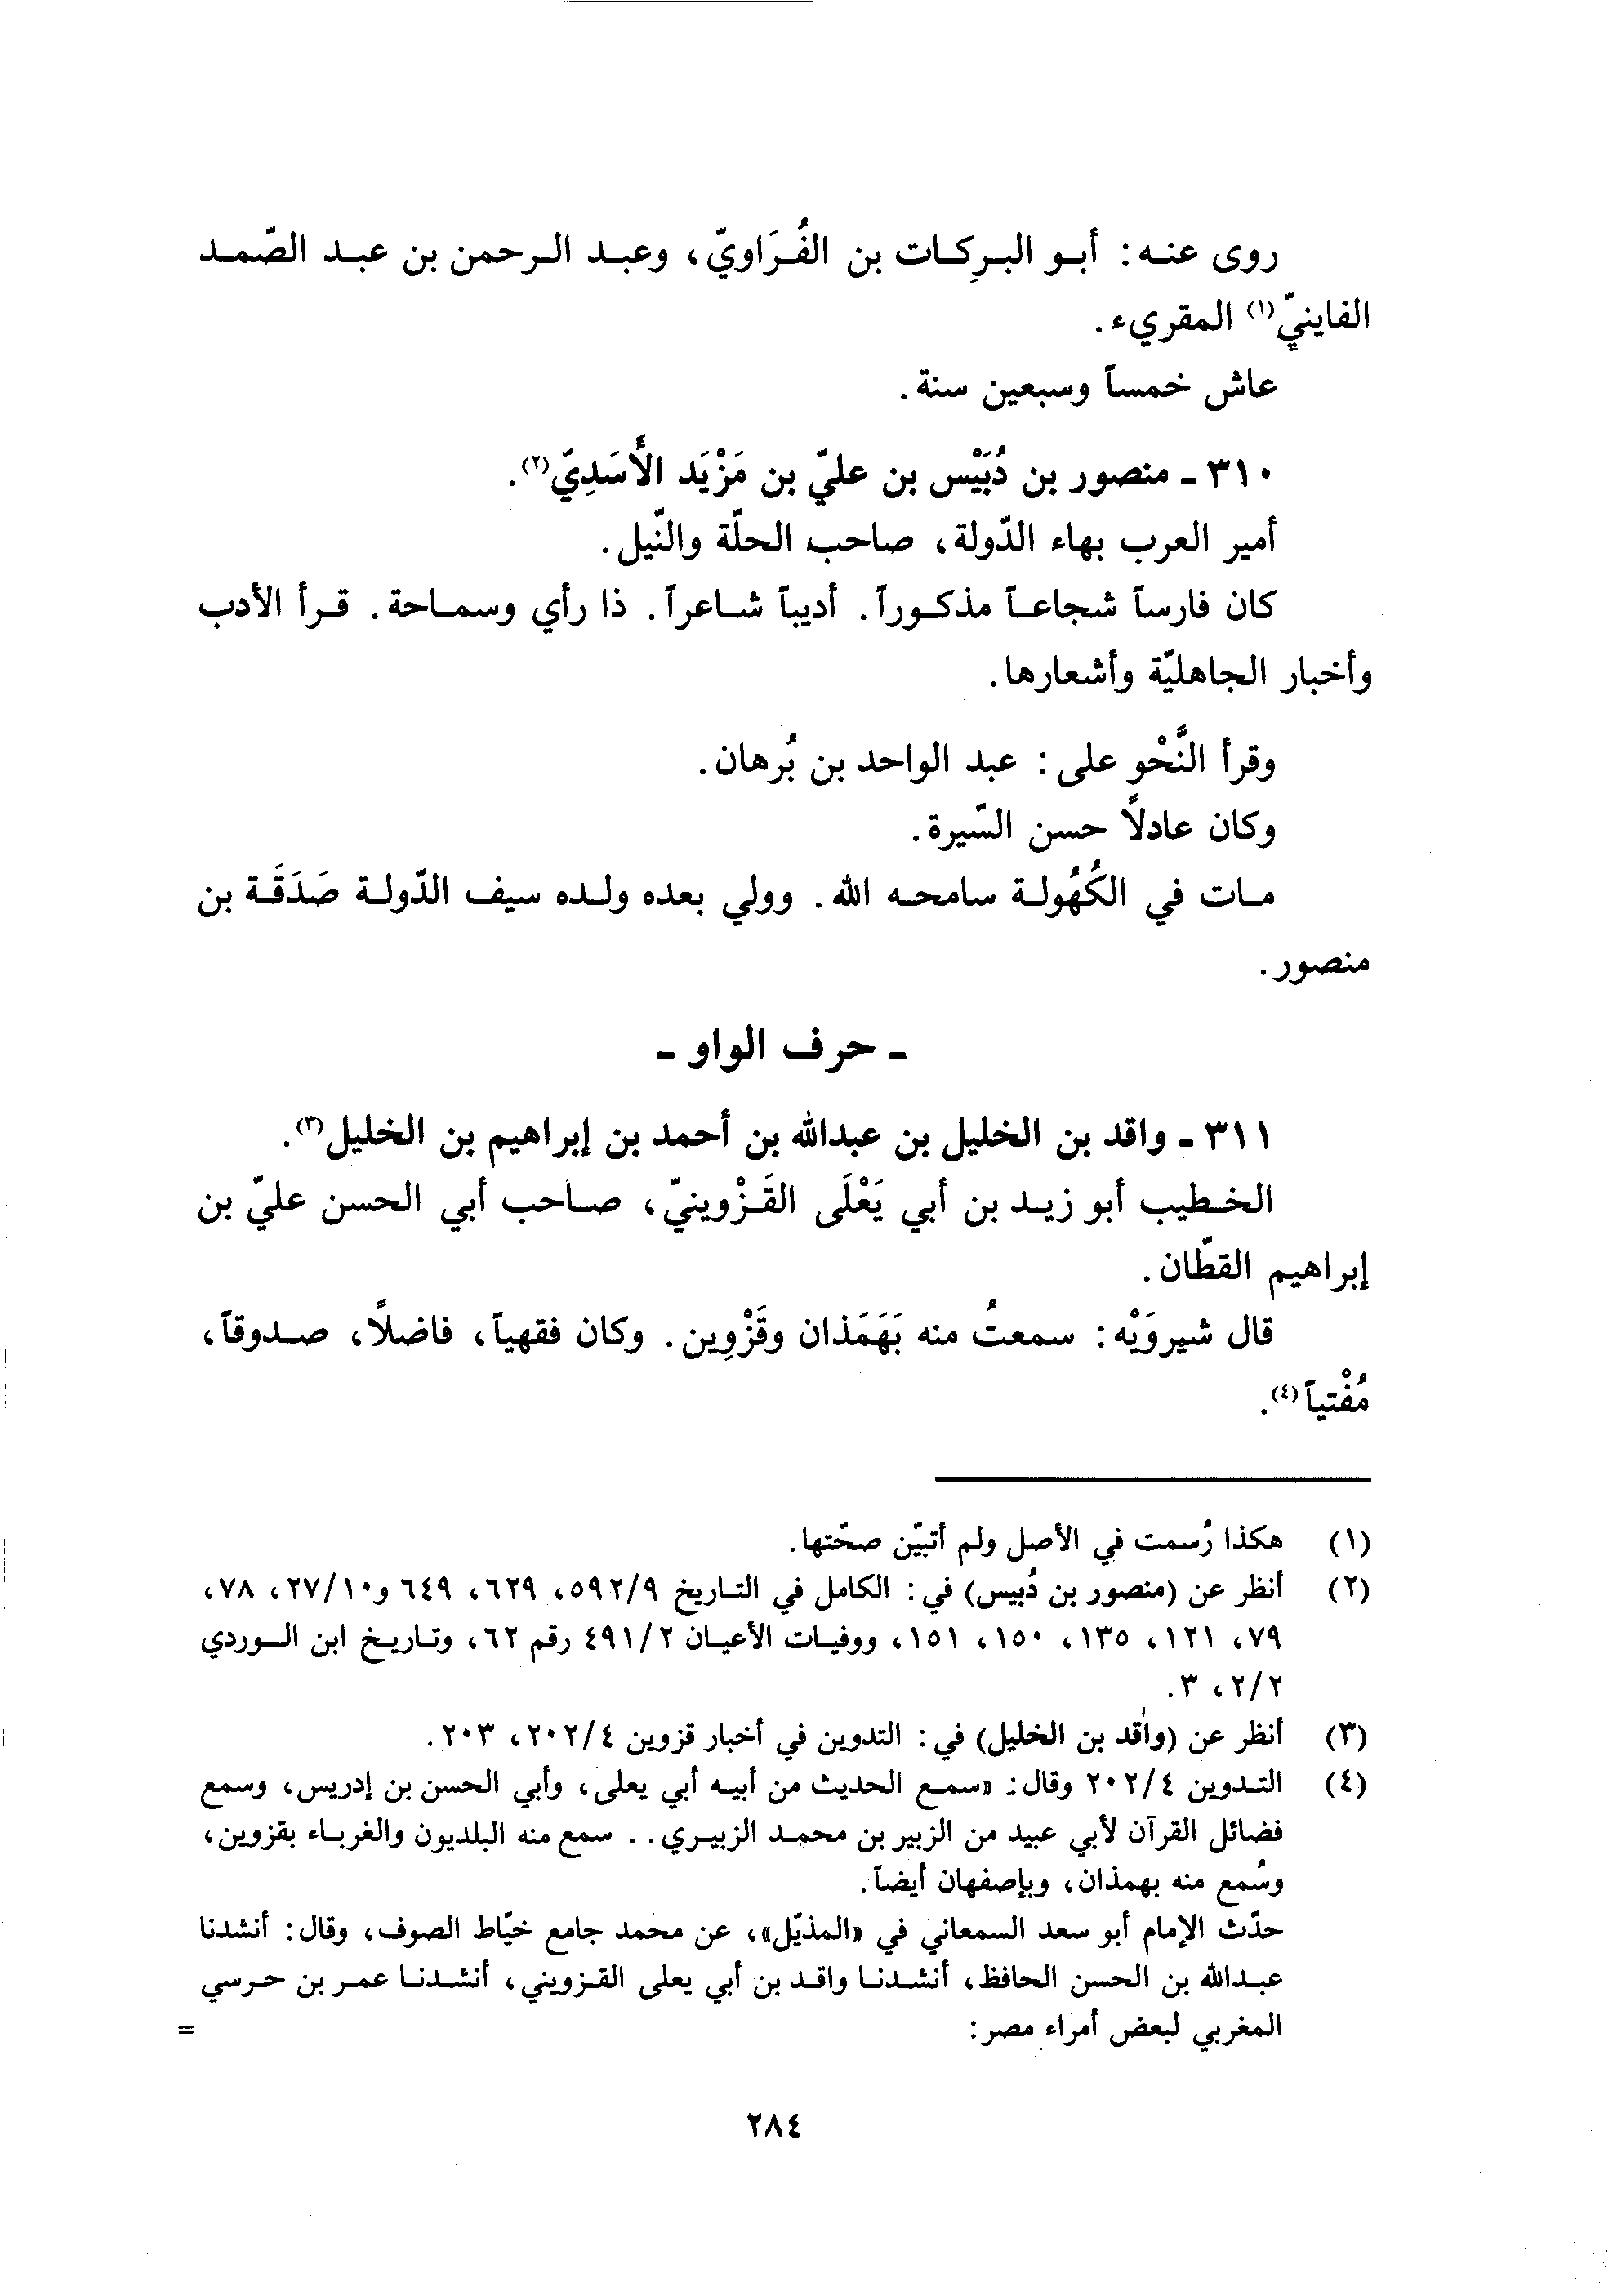 روى عنه: أبو البركات بن الفُرَاويّ، وعبد الرحمن بن عبد الصّمد
الفاينيّ(١) المقريء.
عاش خمساً وسبعين سنة.
٣١٠ - منصور بن دُبَيْس بن عليّ بن مَزْيَد الأَسَدِيّ(٢).
أمير العرب بهاء الدّولة، صاحب الحلّة والنّيل.
كان فارساً شجاعاً مذكوراً. أديباً شاعراً. ذا رأي وسماحة. قرأ الأدب
وأخبار الجاهليّة وأشعارها.
وقرأ النَّحْو على: عبد الواحد بن بُرهان.
وكان عادلًا حسن السّيرة.
مات في الكُهُولة سامحه الله. وولي بعده ولده سيف الدّولة صَدَقَة بن
منصور.
- حرف الواو -
٣١١ - واقد بن الخليل بن عبدالله بن أحمد بن إبراهيم بن الخليل(٣).
الخطيب أبو زيد بن أبي يَعْلَى القَزْوينيّ، صاحب أبي الحسن عليّ بن
إبراهيم القطّان.
قال شيروَيْه: سمعتُ منه بَهَمَذان وقَزْوِين. وكان فقهياً، فاضلًا، صدوقاً،
مُفْتياً(٤).
(١) هكذا رُسمت في الأصل ولم أتبيّن صحّتها.
(٢) أنظر عن (منصور بن دُبيس) في: الكامل في التاريخ ٥٩٢/٩، ٦٢٩، ٦٤٩ و٢٧/١٠، ٧٨،
٧٩، ١٢١، ١٣٥، ١٥٠، ١٥١، ووفيات الأعيان ٤٩١/٢ رقم ٦٢، وتاريخ ابن الوردي
٢/٢، ٣.
(٣) أنظر عن (واقد بن الخليل) في: التدوين في أخبار قزوين ٢٠٢/٤، ٢٠٣.
(٤) التدوين ٢٠٢/٤ وقال: «سمع الحديث من أبيه أبي يعلى، وأبي الحسن بن إدريس، وسمع
فضائل القرآن لأبي عبيد من الزبير بن محمد الزبيري.. سمع منه البلديون والغرباء بقزوين،
وسُمع منه بهمذان، وبإصفهان أيضاً.
حدّث الإمام أبو سعد السمعاني في «المذيّل»، عن محمد جامع خيّاط الصوف، وقال: أنشدنا
عبدالله بن الحسن الحافظ، أنشدنا واقد بن أبي يعلى القزويني، أنشدنا عمر بن حرسي
المغربي لبعض أمراء مصر: =
٢٨٤